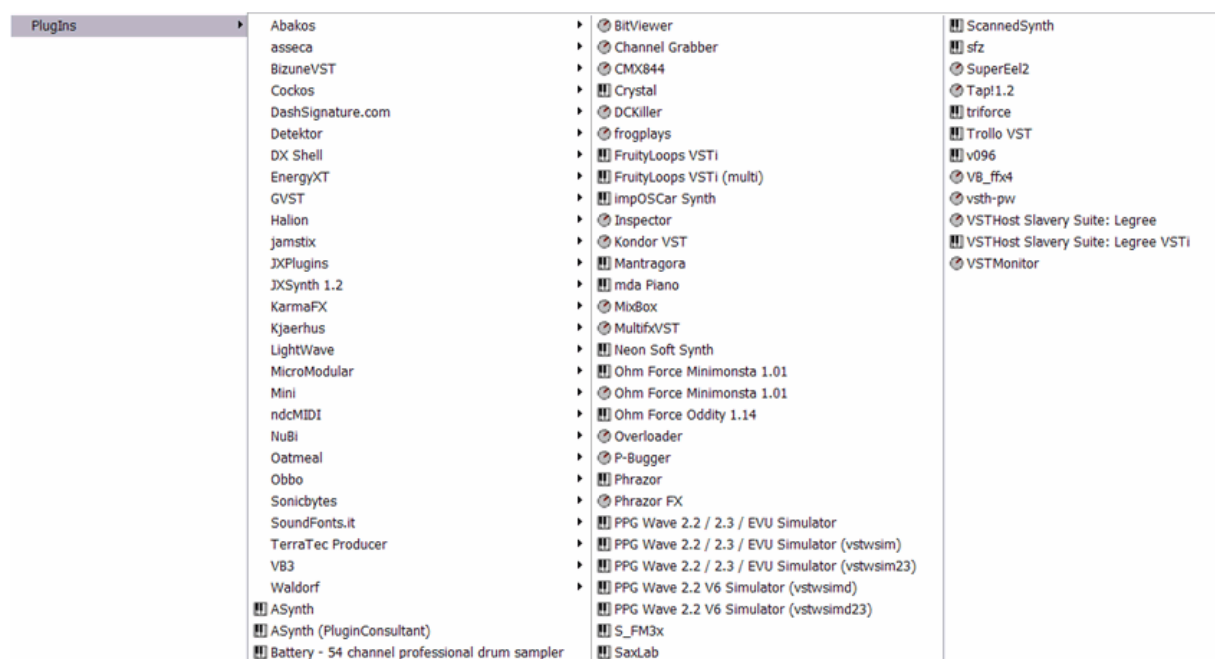 PlugIns
Abakos
asseca
BizuneVST
Cockos
DashSignature.com
Detektor
DX Shell
EnergyXT
GVST
Halion
jamstix
JXPlugins
JXSynth 1.2
KarmaFX
Kjaerhus
LightWave
MicroModular
Mini
ndcMIDI
NuBi
Oatmeal
Obbo
Sonicbytes
SoundFonts.it
TerraTec Producer
VB3
Waldorf
ASynth
ASynth (PluginConsultant)
Battery - 54 channel professional drum sampler
BitViewer
Channel Grabber
CMX844
Crystal
DCKiller
frogplays
FruityLoops VSTi
FruityLoops VSTi (multi)
impOSCar Synth
Inspector
Kondor VST
Mantragora
mda Piano
MixBox
MultifxVST
Neon Soft Synth
Ohm Force Minimonsta 1.01
Ohm Force Minimonsta 1.01
Ohm Force Oddity 1.14
Overloader
P-Bugger
Phrazor
Phrazor FX
PPG Wave 2.2 / 2.3 / EVU Simulator
PPG Wave 2.2 / 2.3 / EVU Simulator (vstwsim)
PPG Wave 2.2 / 2.3 / EVU Simulator (vstwsim23)
PPG Wave 2.2 V6 Simulator (vstwsimd)
PPG Wave 2.2 V6 Simulator (vstwsimd23)
S_FM3x
SaxLab
ScannedSynth
sfz
SuperEel2
Tap!1.2
triforce
Trollo VST
v096
VB_ffx4
vsth-pw
VSTHost Slavery Suite: Legree
VSTHost Slavery Suite: Legree VSTi
VSTMonitor